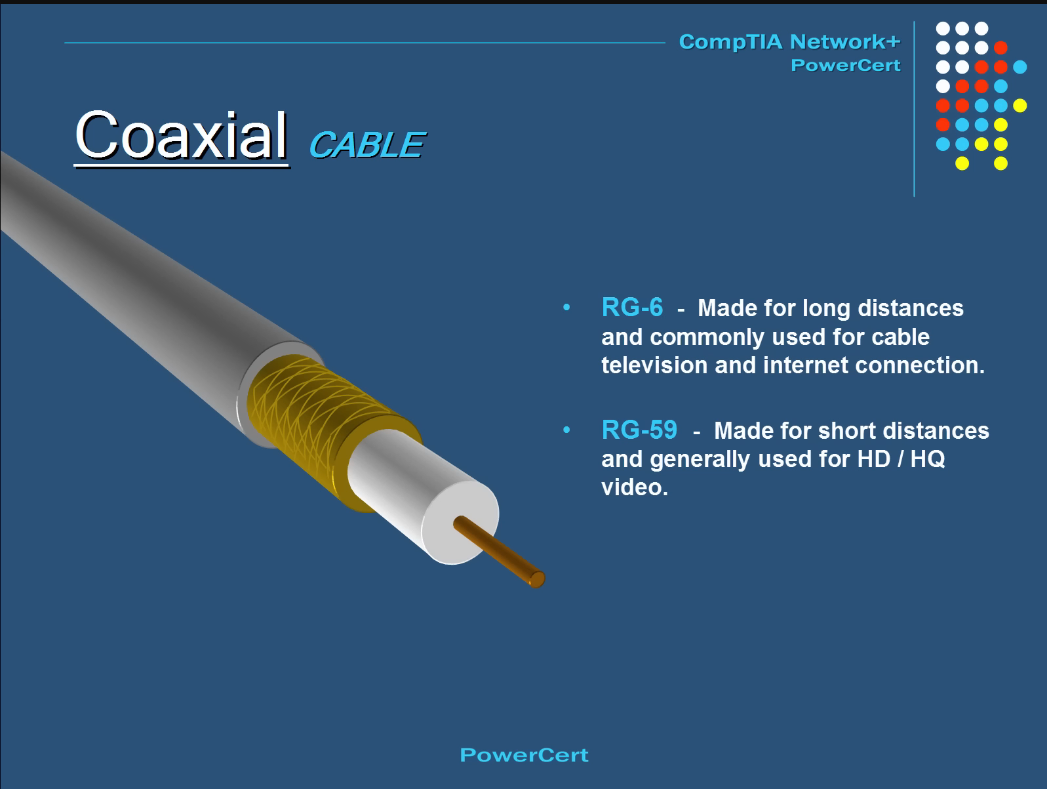 CompTIA Network+
PowerCert
Coaxial CABLE
• RG-6 - Made for long distances
and commonly used for cable
television and internet connection.
• RG-59 - Made for short distances
and generally used for HD / HQ
video.
PowerCert